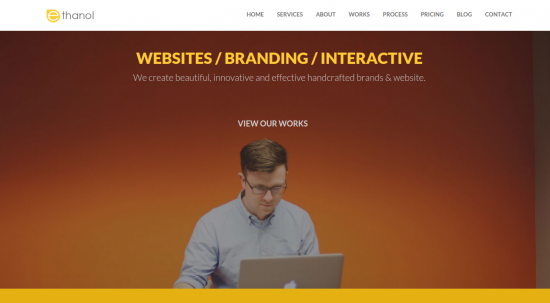 ethanol
HOME SERVICES ABOUT WORKS PROCESS PRICING BLOG CONTACT
WEBSITES / BRANDING / INTERACTIVE
We create beautiful, innovative and effective handcrafted brands & website.
VIEW OUR WORKS